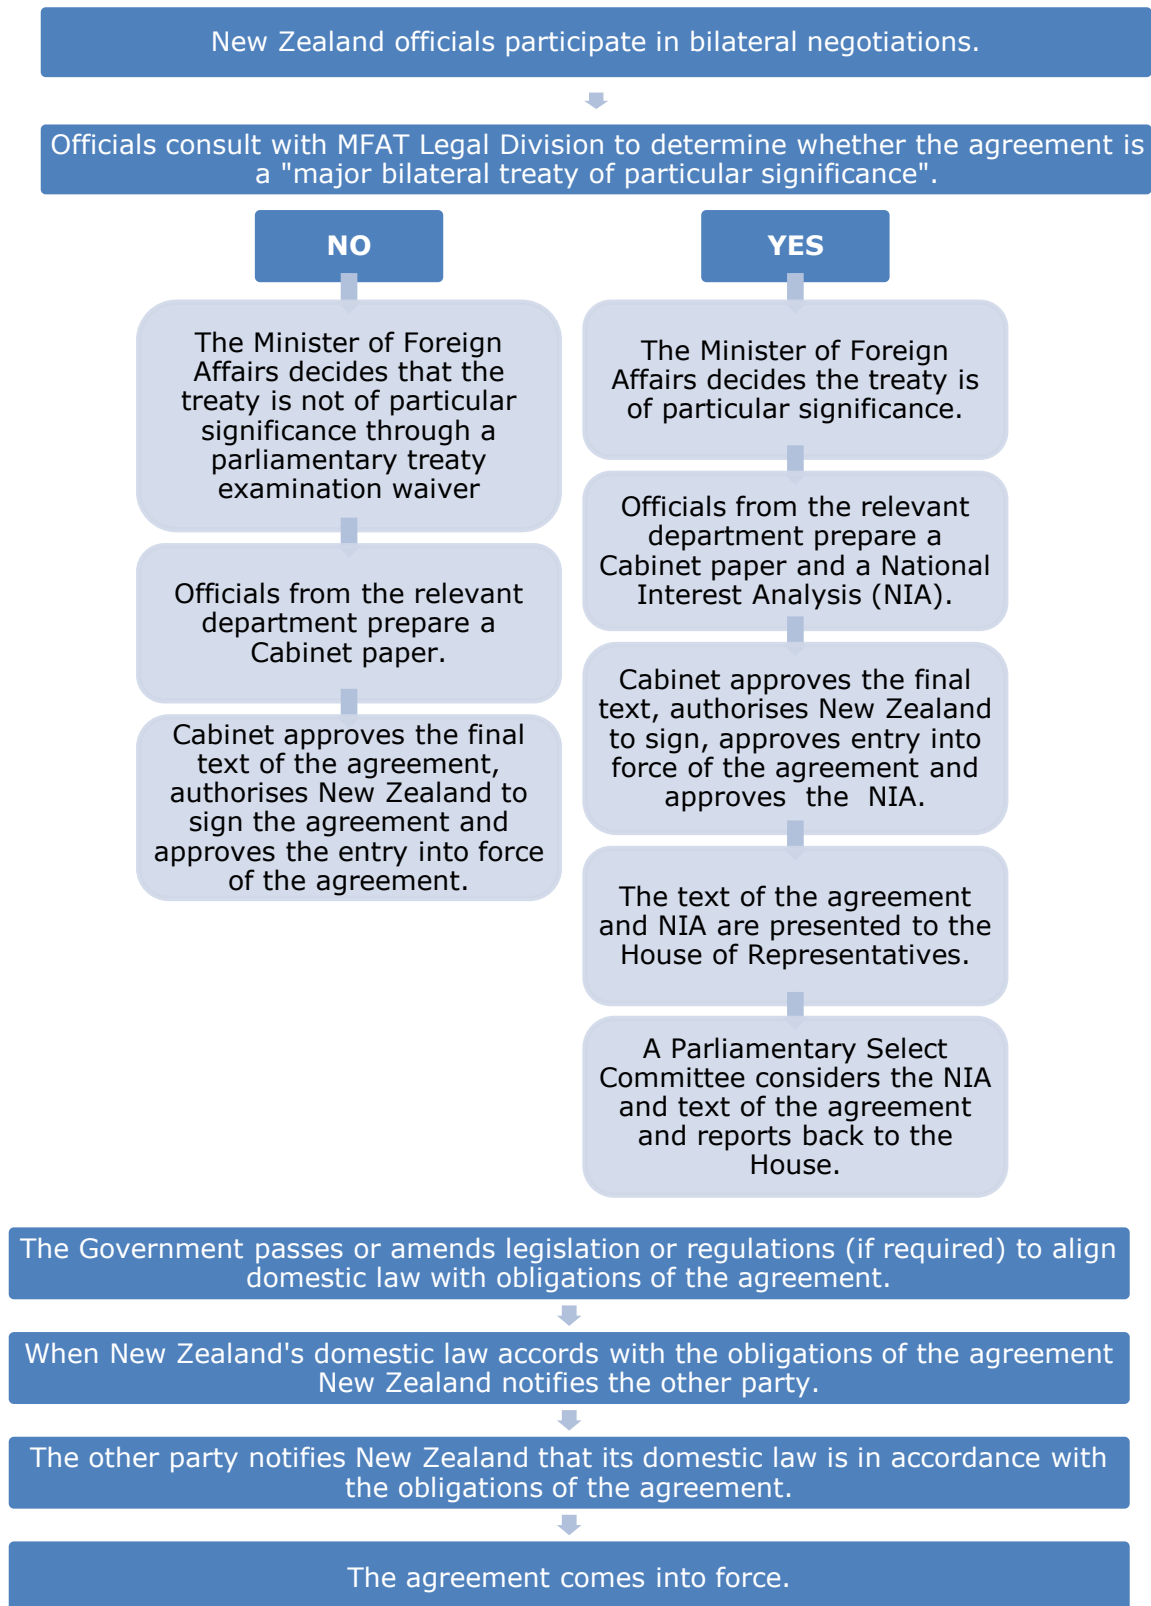 New Zealand officials participate in bilateral negotiations.
Officials consult with MFAT Legal Division to determine whether the agreement is
a "major bilateral treaty of particular significance".
NO
The Minister of Foreign
Affairs decides that the
treaty is not of particular
significance through a
parliamentary treaty
examination waiver
Officials from the relevant
department prepare a
Cabinet paper.
Cabinet approves the final
text of the agreement,
authorises New Zealand to
sign the agreement and
approves the entry into force
of the agreement.
YES
The Minister of Foreign
Affairs decides the treaty is
of particular significance.
Officials from the relevant
department prepare a
Cabinet paper and a National
Interest Analysis (NIA).
Cabinet approves the final
text, authorises New Zealand
to sign, approves entry into
force of the agreement and
approves  the  NIA.
The text of the agreement
and NIA are presented to the
House of Representatives.
A Parliamentary Select
Committee considers the NIA
and text of the agreement
and reports back to the
House.
The Government passes or amends legislation or regulations (if required) to align
domestic law with obligations of the agreement.
When New Zealand's domestic law accords with the obligations of the agreement
New Zealand notifies the other party.
The other party notifies New Zealand that its domestic law is in accordance with
the obligations of the agreement.
The agreement comes into force.